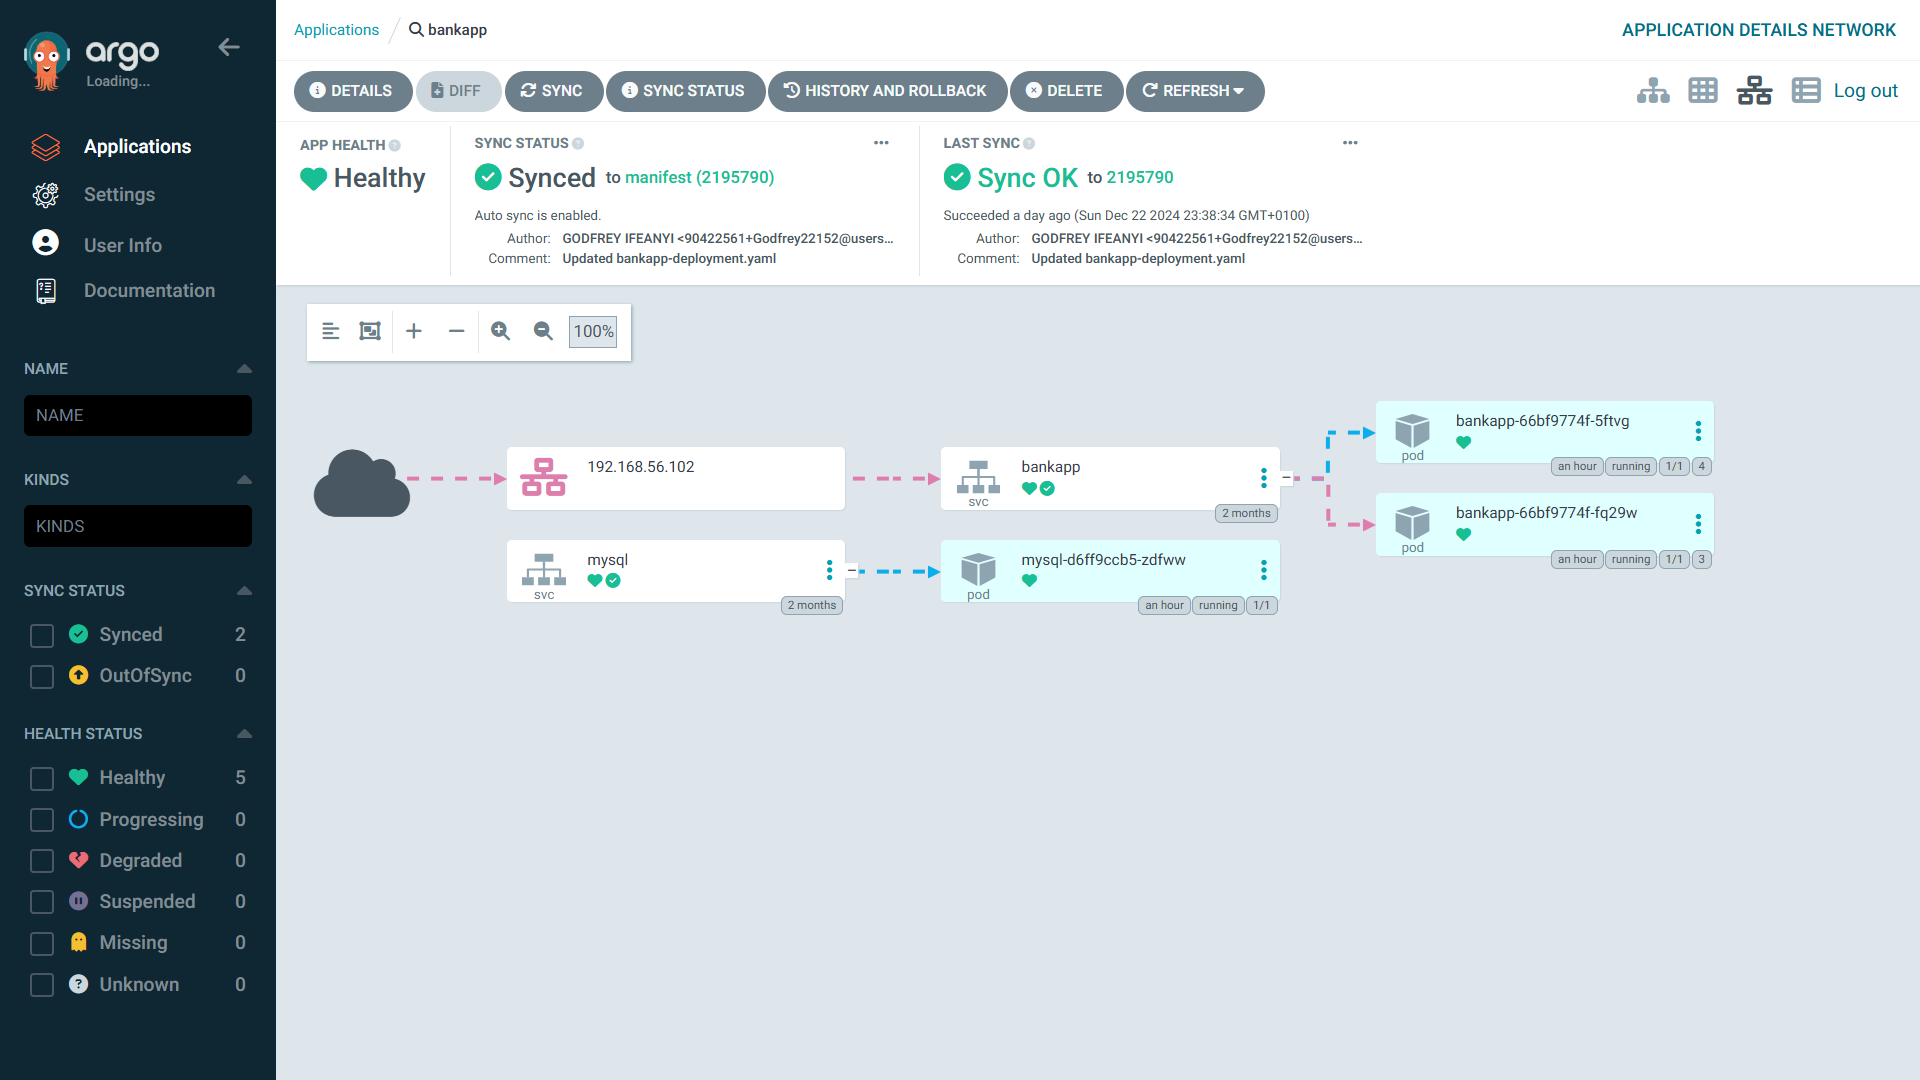 argo
Loading...
Applications
Settings
User Info
Documentation
NAME
NAME
KINDS
KINDS
SYNC STATUS
Synced 2
OutOfSync 0
HEALTH STATUS
Healthy 5
Progressing 0
Degraded 0
Suspended 0
Missing 0
Unknown 0
Applications / bankapp
APPLICATION DETAILS NETWORK
DETAILS DIFF SYNC SYNC STATUS HISTORY AND ROLLBACK DELETE REFRESH
Log out
APP HEALTH
Healthy
SYNC STATUS
Synced to manifest (2195790)
Auto sync is enabled.
Author: GODFREY IFEANYI <90422561+Godfrey22152@users...
Comment: Updated bankapp-deployment.yaml
LAST SYNC
Sync OK to 2195790
Succeeded a day ago (Sun Dec 22 2024 23:38:34 GMT+0100)
Author: GODFREY IFEANYI <90422561+Godfrey22152@users...
Comment: Updated bankapp-deployment.yaml
100%
192.168.56.102
bankapp
svc
2 months
bankapp-66bf9774f-5ftvg
pod
an hour running 1/1 4
bankapp-66bf9774f-fq29w
pod
an hour running 1/1 3
mysql
svc
2 months
mysql-d6ff9ccb5-zdfww
pod
an hour running 1/1